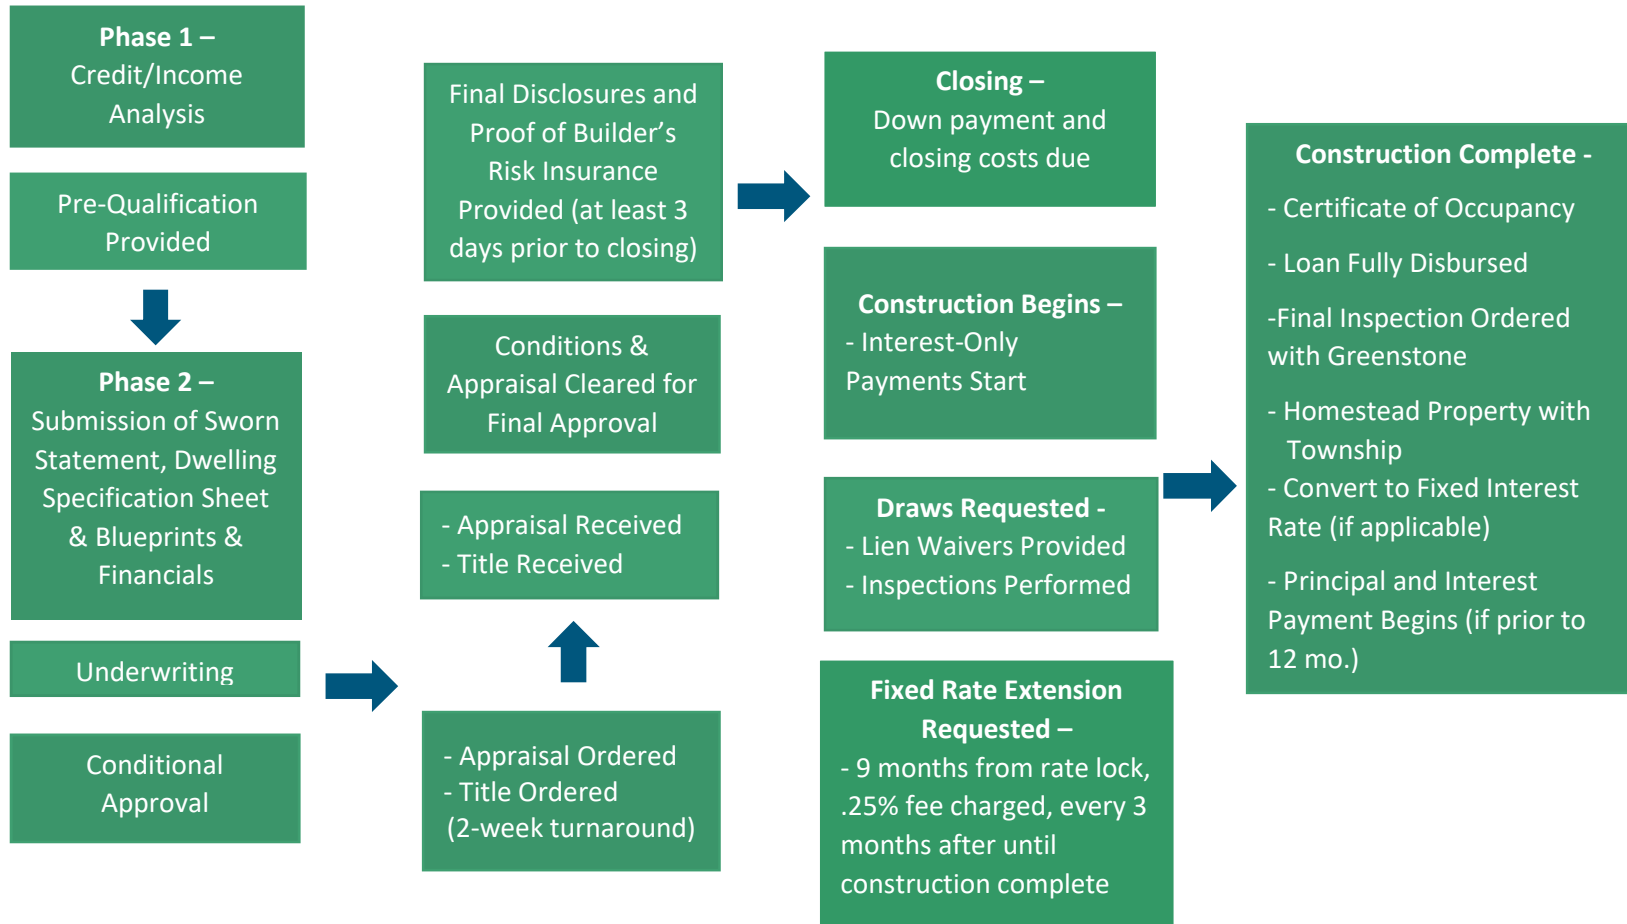 Phase 1 –
Credit/Income
Analysis
Pre-Qualification
Provided
Phase 2 –
Submission of Sworn
Statement, Dwelling
Specification Sheet
& Blueprints &
Financials
Underwriting
Conditional
Approval
- Appraisal Ordered
- Title Ordered
(2-week turnaround)
- Appraisal Received
- Title Received
Conditions &
Appraisal Cleared for
Final Approval
Final Disclosures and
Proof of Builder’s
Risk Insurance
Provided (at least 3
days prior to closing)
Closing –
Down payment and
closing costs due
Construction Begins –
- Interest-Only
Payments Start
Draws Requested -
- Lien Waivers Provided
- Inspections Performed
Fixed Rate Extension
Requested –
- 9 months from rate lock,
.25% fee charged, every 3
months after until
construction complete
Construction Complete -
- Certificate of Occupancy
- Loan Fully Disbursed
-Final Inspection Ordered
with Greenstone
- Homestead Property with
Township
- Convert to Fixed Interest
Rate (if applicable)
- Principal and Interest
Payment Begins (if prior to
12 mo.)